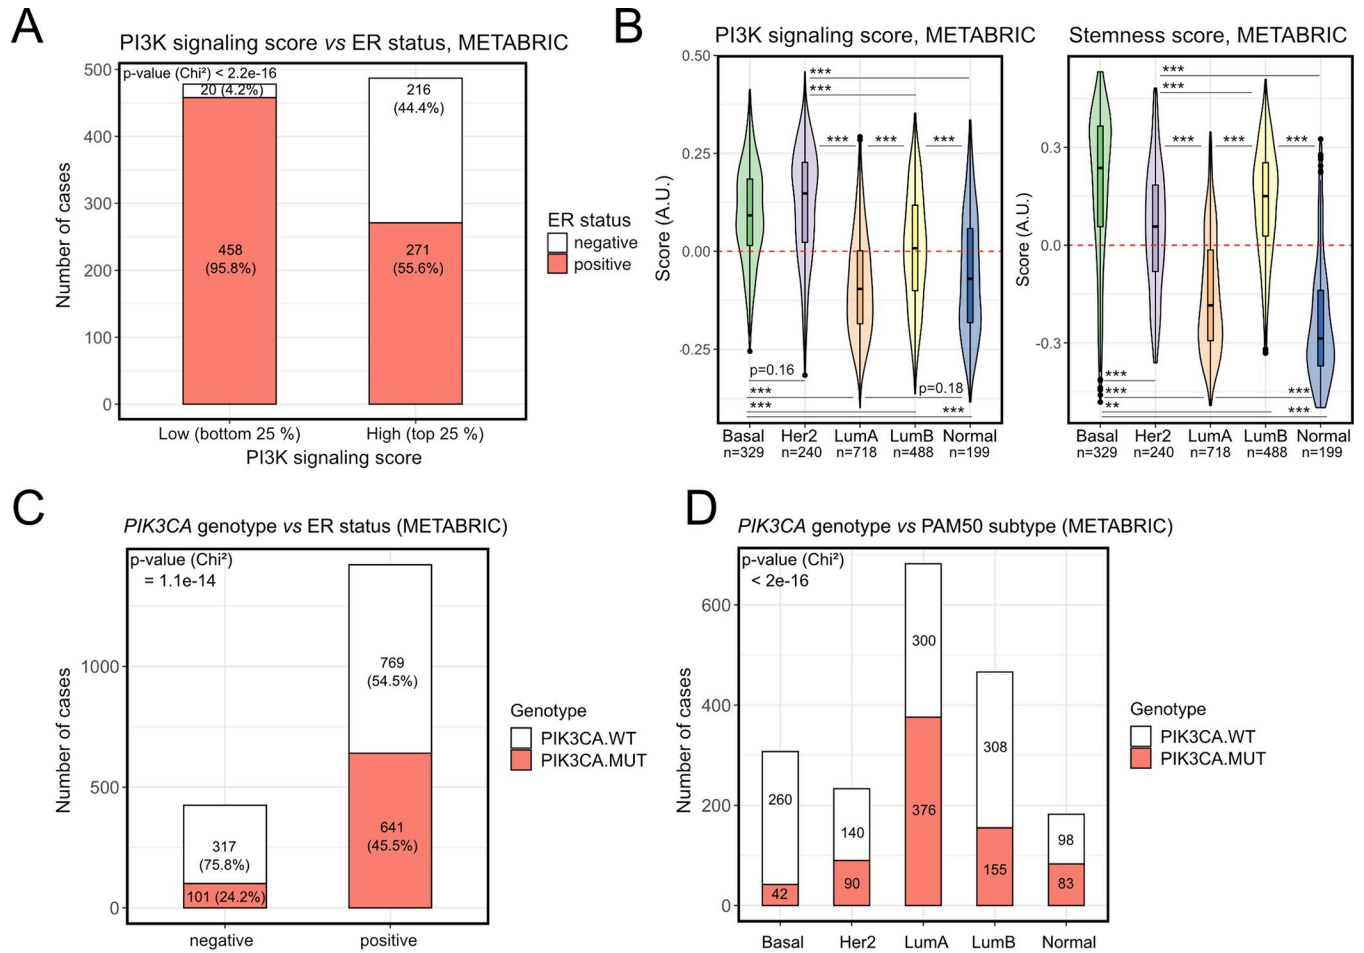 A
PI3K signaling score vs ER status, METABRIC
p-value (Chi²) < 2.2e-16
Number of cases
500
400
300
200
100
0
20 (4.2%)
458
(95.8%)
216
(44.4%)
271
(55.6%)
Low (bottom 25 %)
High (top 25 %)
PI3K signaling score
ER status
negative
positive
B
PI3K signaling score, METABRIC
Score (A.U.)
0.50
0.25
0.00
-0.25
***
***
*** *** ***
p=0.16
***
***
p=0.18
***
Basal Her2 LumA LumB Normal
n=329 n=240 n=718 n=488 n=199
Stemness score, METABRIC
Score (A.U.)
0.3
0.0
-0.3
***
***
*** *** ***
***
*** ***
** ***
Basal Her2 LumA LumB Normal
n=329 n=240 n=718 n=488 n=199
C
PIK3CA genotype vs ER status (METABRIC)
p-value (Chi²)
= 1.1e-14
Number of cases
1000
500
0
317
(75.8%)
101 (24.2%)
769
(54.5%)
641
(45.5%)
negative
positive
Genotype
PIK3CA.WT
PIK3CA.MUT
D
PIK3CA genotype vs PAM50 subtype (METABRIC)
p-value (Chi²)
< 2e-16
Number of cases
600
400
200
0
260
42
140
90
300
376
308
155
98
83
Basal Her2 LumA LumB Normal
Genotype
PIK3CA.WT
PIK3CA.MUT